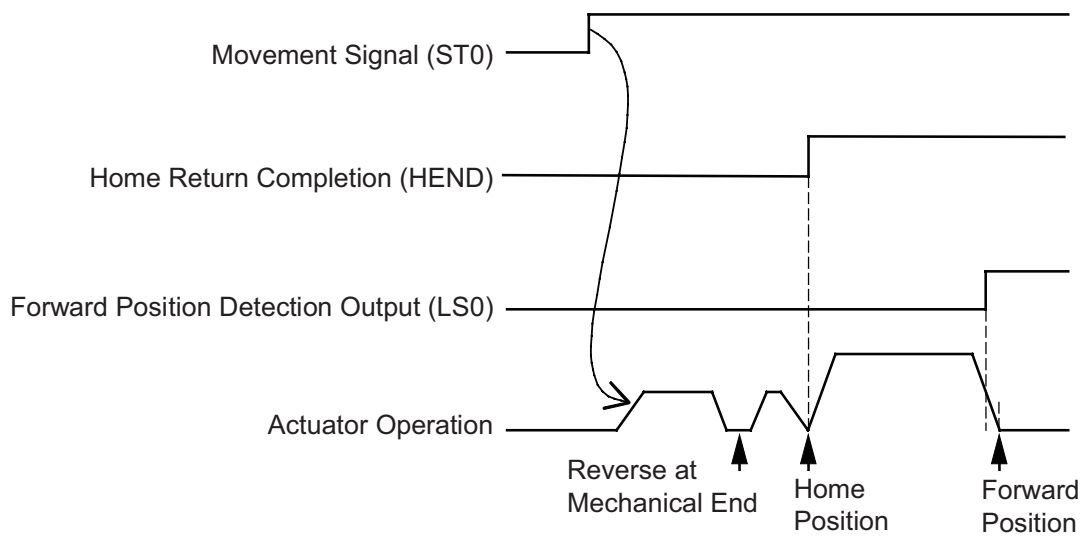 Movement Signal (ST0)
Home Return Completion (HEND)
Forward Position Detection Output (LS0)
Actuator Operation
Reverse at
Mechanical End
Home
Position
Forward
Position